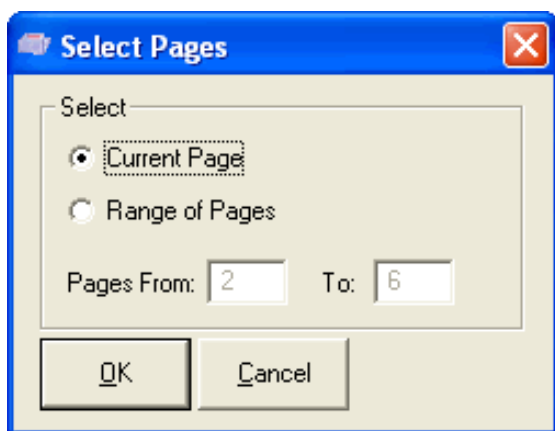 Select Pages
Select
Current Page
Range of Pages
Pages From: 2 To: 6
OK Cancel